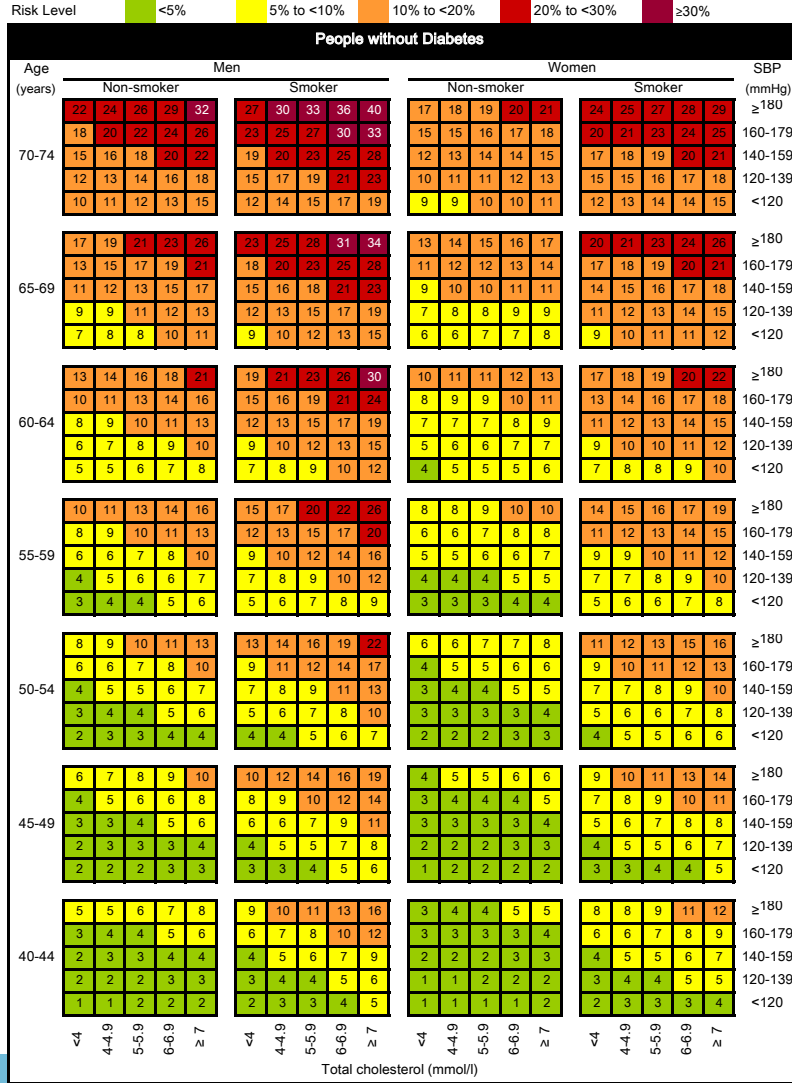 Risk Level <5% 5% to <10% 10% to <20% 20% to <30% ≥30%
People without Diabetes
Age Men Women SBP
(years) Non-smoker Smoker Non-smoker Smoker (mmHg)
22 24 26 29 32 27 30 33 36 40 17 18 19 20 21 24 25 27 28 29 ≥180
18 20 22 24 26 23 25 27 30 33 15 15 16 17 18 20 21 23 24 25 160-179
70-74 15 16 18 20 22 19 20 23 25 28 12 13 14 14 15 17 18 19 20 21 140-159
12 13 14 16 18 15 17 19 21 23 10 11 11 12 13 15 15 16 17 18 120-139
10 11 12 13 15 12 14 15 17 19 9 9 10 10 11 12 13 14 14 15 <120
17 19 21 23 26 23 25 28 31 34 13 14 15 16 17 20 21 23 24 26 ≥180
13 15 17 19 21 18 20 23 25 28 11 12 12 13 14 17 18 19 20 21 160-179
65-69 11 12 13 15 17 15 16 18 21 23 9 10 10 11 11 14 15 16 17 18 140-159
9 9 11 12 13 12 13 15 17 19 7 8 8 9 9 11 12 13 14 15 120-139
7 8 8 10 11 9 10 12 13 15 6 6 7 7 8 9 10 11 11 12 <120
13 14 16 18 21 19 21 23 26 30 10 11 11 12 13 17 18 19 20 22 ≥180
10 11 13 14 16 15 16 19 21 24 8 9 9 10 11 13 14 16 17 18 160-179
60-64 8 9 10 11 13 12 13 15 17 19 7 7 7 8 9 11 12 13 14 15 140-159
6 7 8 9 10 9 10 12 13 15 5 6 6 7 7 9 10 10 11 12 120-139
5 5 6 7 8 7 8 9 10 12 4 5 5 5 6 7 8 8 9 10 <120
10 11 13 14 16 15 17 20 22 26 8 8 9 10 10 14 15 16 17 19 ≥180
8 9 10 11 13 12 13 15 17 20 6 6 7 8 8 11 12 13 14 15 160-179
55-59 6 6 7 8 10 9 10 12 14 16 5 5 6 6 7 9 9 10 11 12 140-159
4 5 6 6 7 7 8 9 10 12 4 4 4 5 5 7 7 8 9 10 120-139
3 4 4 5 6 5 6 7 8 9 3 3 3 4 4 5 6 6 7 8 <120
8 9 10 11 13 13 14 16 19 22 6 6 7 7 8 11 12 13 15 16 ≥180
6 6 7 8 10 9 11 12 14 17 4 5 5 6 6 9 10 11 12 13 160-179
50-54 4 5 5 6 7 7 8 9 11 13 3 4 4 5 5 7 7 8 9 10 140-159
3 4 4 5 6 5 6 7 8 10 3 3 3 3 4 5 6 6 7 8 120-139
2 3 3 4 4 4 4 5 6 7 2 2 2 3 3 4 5 5 6 6 <120
6 7 8 9 10 10 12 14 16 19 4 5 5 6 6 9 10 11 13 14 ≥180
4 5 6 6 8 8 9 10 12 14 3 4 4 4 5 7 8 9 10 11 160-179
45-49 3 3 4 5 6 6 6 7 9 11 3 3 3 3 4 5 6 7 8 8 140-159
2 3 3 3 4 4 5 5 7 8 2 2 2 3 3 4 5 5 6 7 120-139
2 2 2 3 3 3 3 4 5 6 1 2 2 2 2 3 3 4 4 5 <120
5 5 6 7 8 9 10 11 13 16 3 4 4 5 5 8 8 9 11 12 ≥180
3 4 4 5 6 6 7 8 10 12 3 3 3 3 4 6 6 7 8 9 160-179
40-44 2 3 3 4 4 4 5 6 7 9 2 2 2 3 3 4 5 5 6 7 140-159
2 2 2 3 3 3 4 4 5 6 1 1 2 2 2 3 4 4 5 5 120-139
1 1 2 2 2 2 3 3 4 5 1 1 1 1 2 2 3 3 3 4 <120
<4 4-4.9 5-5.9 6-6.9 ≥ 7 <4 4-4.9 5-5.9 6-6.9 ≥ 7 <4 4-4.9 5-5.9 6-6.9 ≥ 7 <4 4-4.9 5-5.9 6-6.9 ≥ 7
Total cholesterol (mmol/l)